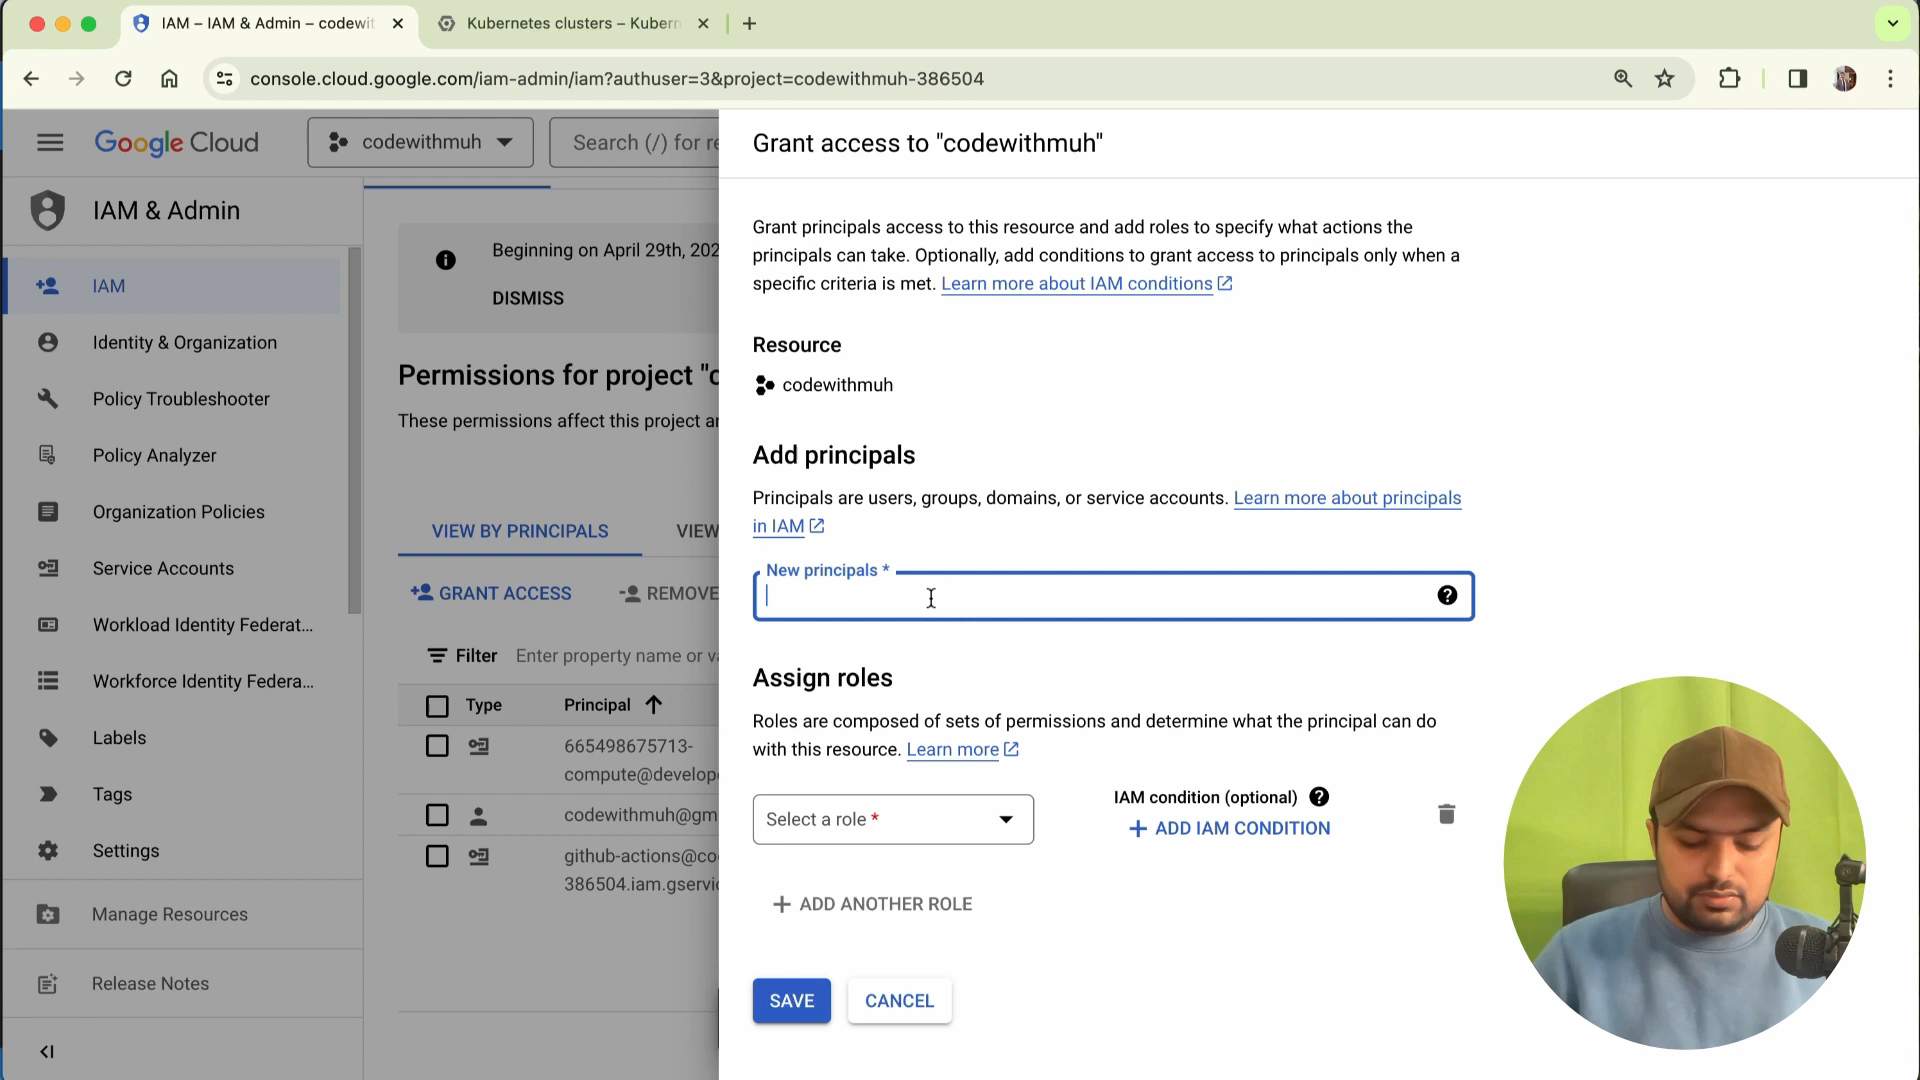 IAM – IAM & Admin – codewit
Kubernetes clusters – Kubern
console.cloud.google.com/iam-admin/iam?authuser=3&project=codewithmuh-386504
Google Cloud
codewithmuh
Search (/) for re
IAM & Admin
IAM
Identity & Organization
Policy Troubleshooter
Policy Analyzer
Organization Policies
Service Accounts
Workload Identity Federat...
Workforce Identity Federa...
Labels
Tags
Settings
Manage Resources
Release Notes
Beginning on April 29th, 202
DISMISS
Permissions for project "c
These permissions affect this project ar
VIEW BY PRINCIPALS
VIEW
GRANT ACCESS
REMOVE
Filter
Enter property name or va
Type
Principal
665498675713-
compute@develope
codewithmuh@gm
github-actions@co
386504.iam.gservic
Grant access to "codewithmuh"
Grant principals access to this resource and add roles to specify what actions the
principals can take. Optionally, add conditions to grant access to principals only when a
specific criteria is met. Learn more about IAM conditions
Resource
codewithmuh
Add principals
Principals are users, groups, domains, or service accounts. Learn more about principals
in IAM
New principals *
Assign roles
Roles are composed of sets of permissions and determine what the principal can do
with this resource. Learn more
Select a role *
IAM condition (optional)
ADD IAM CONDITION
ADD ANOTHER ROLE
SAVE
CANCEL